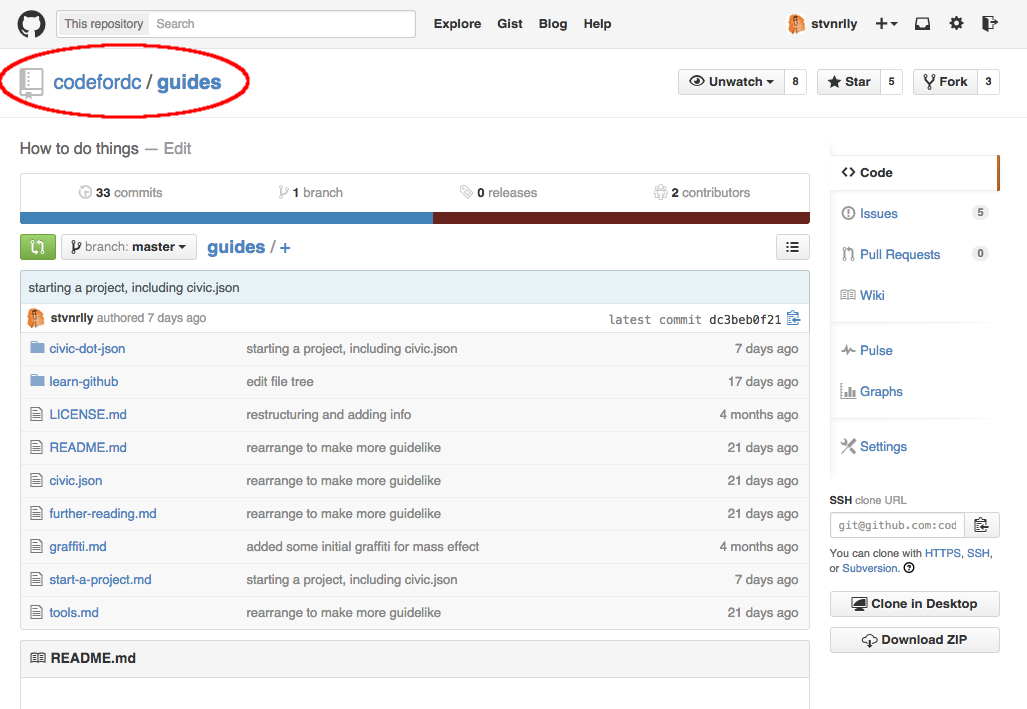 This repository Search Explore Gist Blog Help stvnrlly
codefordc / guides Unwatch 8 Star 5 Fork 3
How to do things — Edit
33 commits 1 branch 0 releases 2 contributors
branch: master guides / +
starting a project, including civic.json
stvnrlly authored 7 days ago latest commit dc3beb0f21
civic-dot-json starting a project, including civic.json 7 days ago
learn-github edit file tree 17 days ago
LICENSE.md restructuring and adding info 4 months ago
README.md rearrange to make more guidelike 21 days ago
civic.json rearrange to make more guidelike 21 days ago
further-reading.md rearrange to make more guidelike 21 days ago
graffiti.md added some initial graffiti for mass effect 4 months ago
start-a-project.md starting a project, including civic.json 7 days ago
tools.md rearrange to make more guidelike 21 days ago
README.md
Code
Issues 5
Pull Requests 0
Wiki
Pulse
Graphs
Settings
SSH clone URL
git@github.com:cod
You can clone with HTTPS, SSH,
or Subversion.
Clone in Desktop
Download ZIP